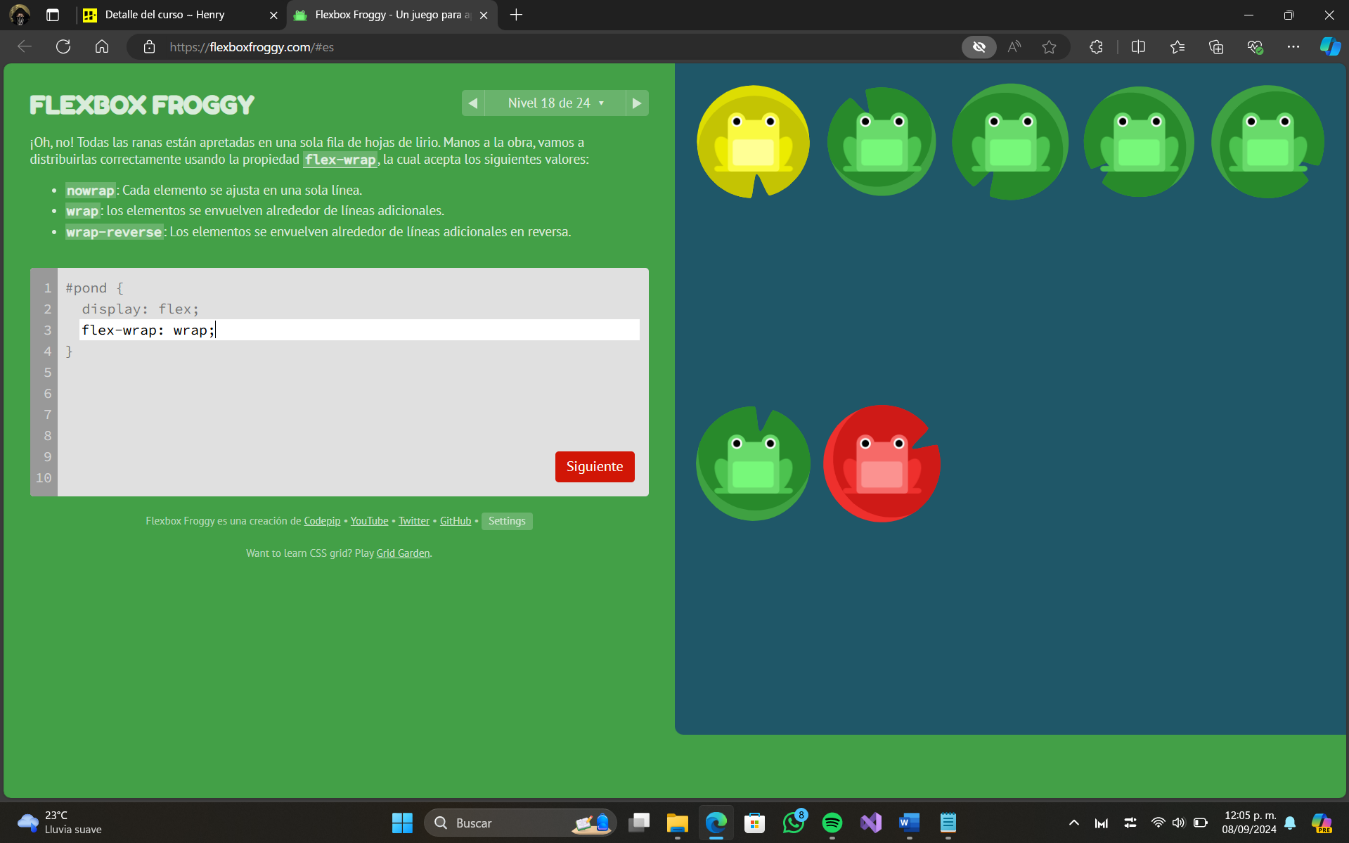 Detalle del curso – Henry
Flexbox Froggy - Un juego para a
https://flexboxfroggy.com/#es
FLEXBOX FROGGY
Nivel 18 de 24
¡Oh, no! Todas las ranas están apretadas en una sola fila de hojas de lirio. Manos a la obra, vamos a
distribuirlas correctamente usando la propiedad flex-wrap, la cual acepta los siguientes valores:
nowrap: Cada elemento se ajusta en una sola línea.
wrap: los elementos se envuelven alrededor de líneas adicionales.
wrap-reverse: Los elementos se envuelven alrededor de líneas adicionales en reversa.
1 #pond {
2 display: flex;
3 flex-wrap: wrap;
4 }
5
6
7
8
9
10
Siguiente
Flexbox Froggy es una creación de Codepip • YouTube • Twitter • GitHub • Settings
Want to learn CSS grid? Play Grid Garden.
23°C
Lluvia suave
Buscar
8
12:05 p. m.
08/09/2024
PRE